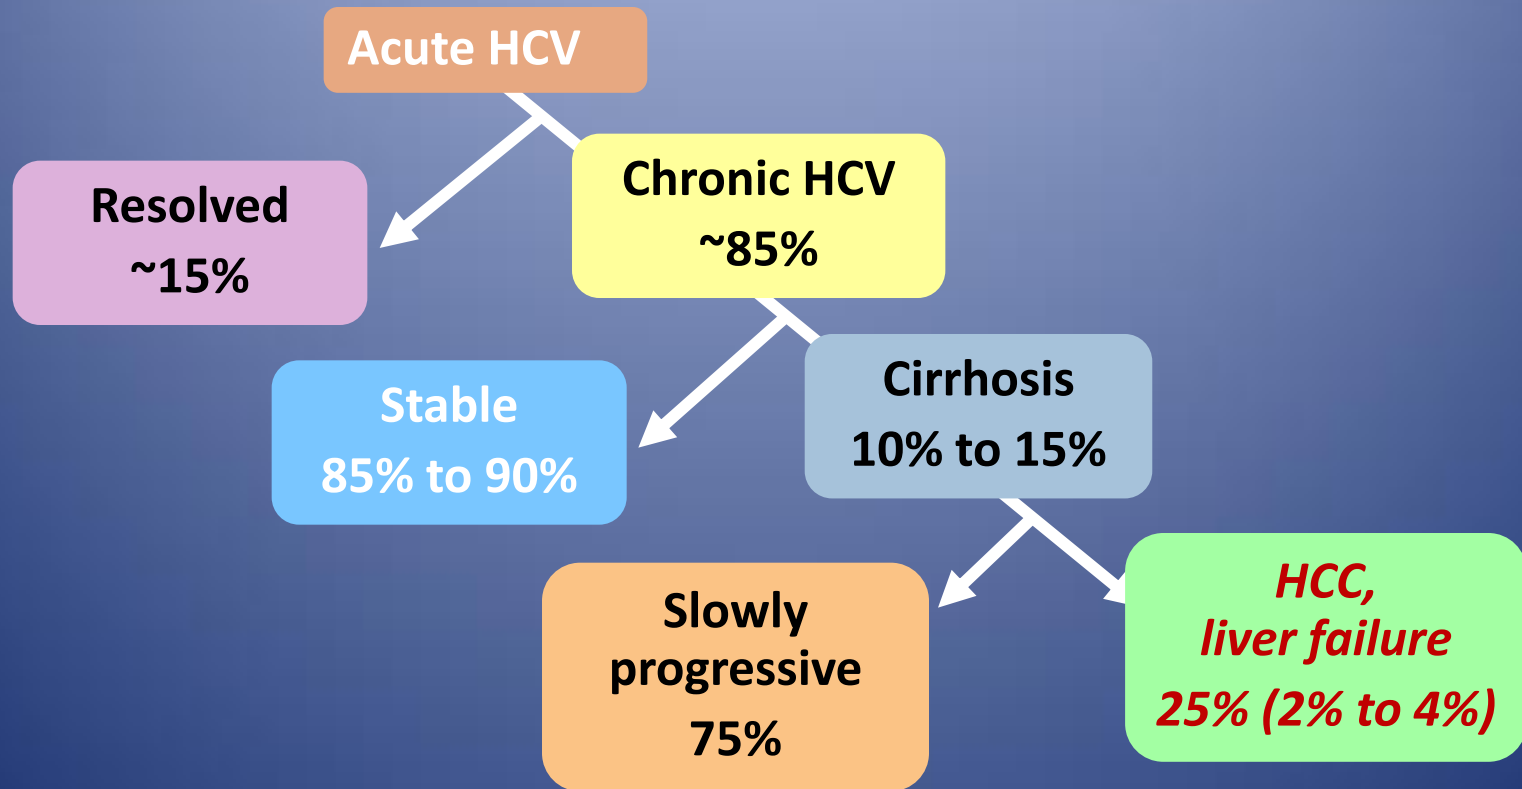 Acute HCV
Resolved
~15%
Chronic HCV
~85%
Stable
85% to 90%
Cirrhosis
10% to 15%
Slowly
progressive
75%
HCC,
liver failure
25% (2% to 4%)